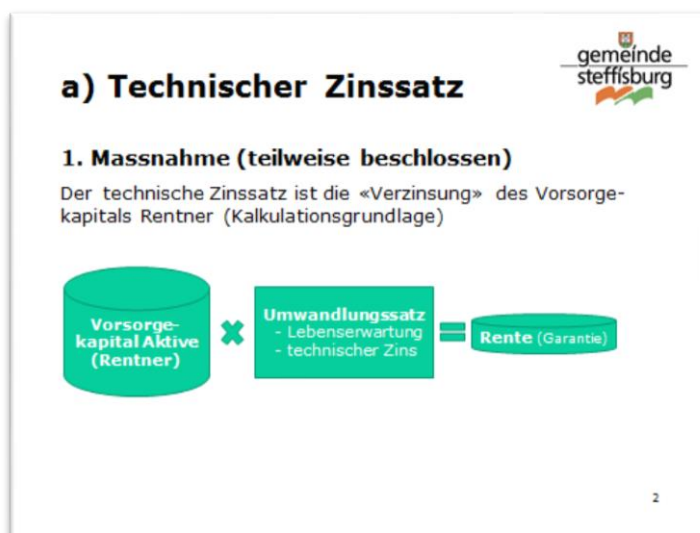 gemeinde
steffisburg
a) Technischer Zinssatz
1. Massnahme (teilweise beschlossen)
Der technische Zinssatz ist die «Verzinsung» des Vorsorge-
kapitals Rentner (Kalkulationsgrundlage)
Vorsorge-
kapital Aktive
(Rentner)
Umwandlungssatz
- Lebenserwartung
- technischer Zins
Rente (Garantie)
2